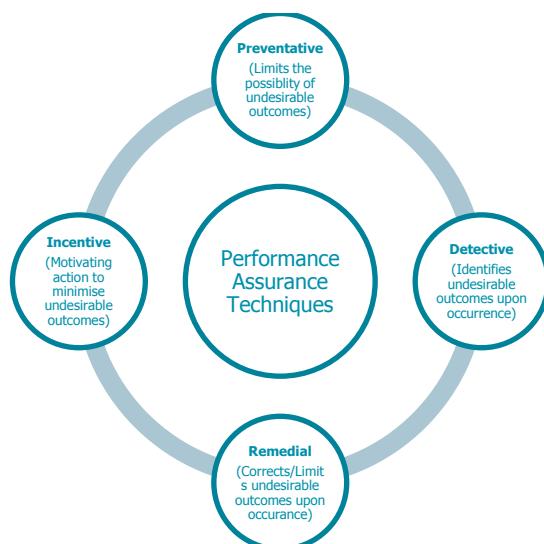 Preventative
(Limits the
possiblity of
undesirable
outcomes)
Incentive
(Motivating
action to
minimise
undesirable
outcomes)
Performance
Assurance
Techniques
Detective
(Identifies
undesirable
outcomes upon
occurrence)
Remedial
(Corrects/Limit
s undesirable
outcomes upon
occurance)